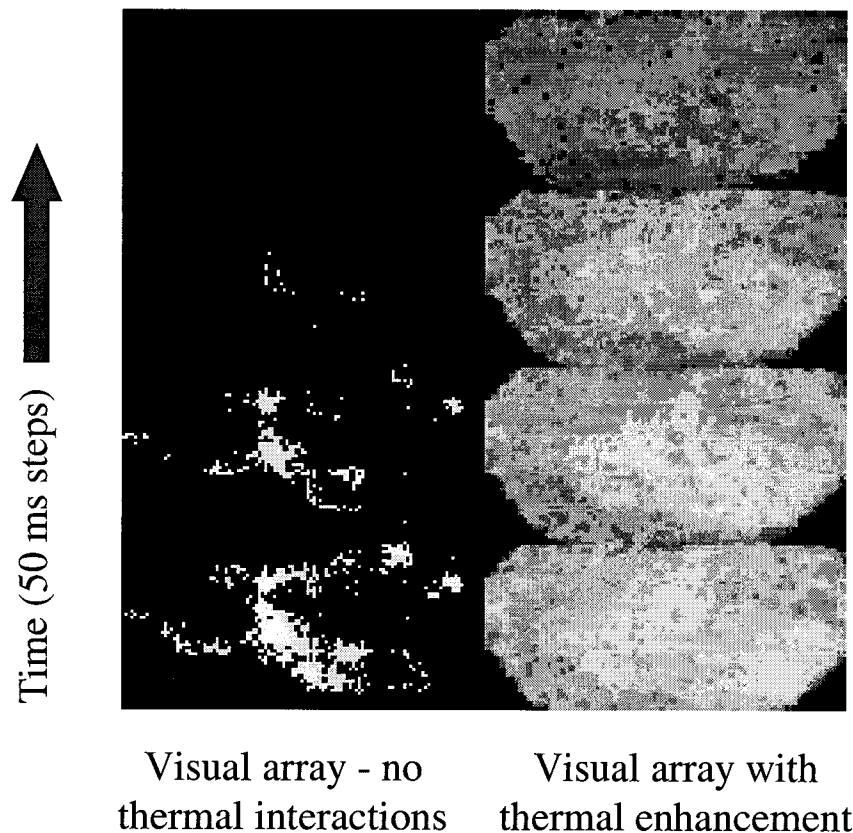 Time (50 ms steps)
Visual array - no
thermal interactions
Visual array with
thermal enhancement